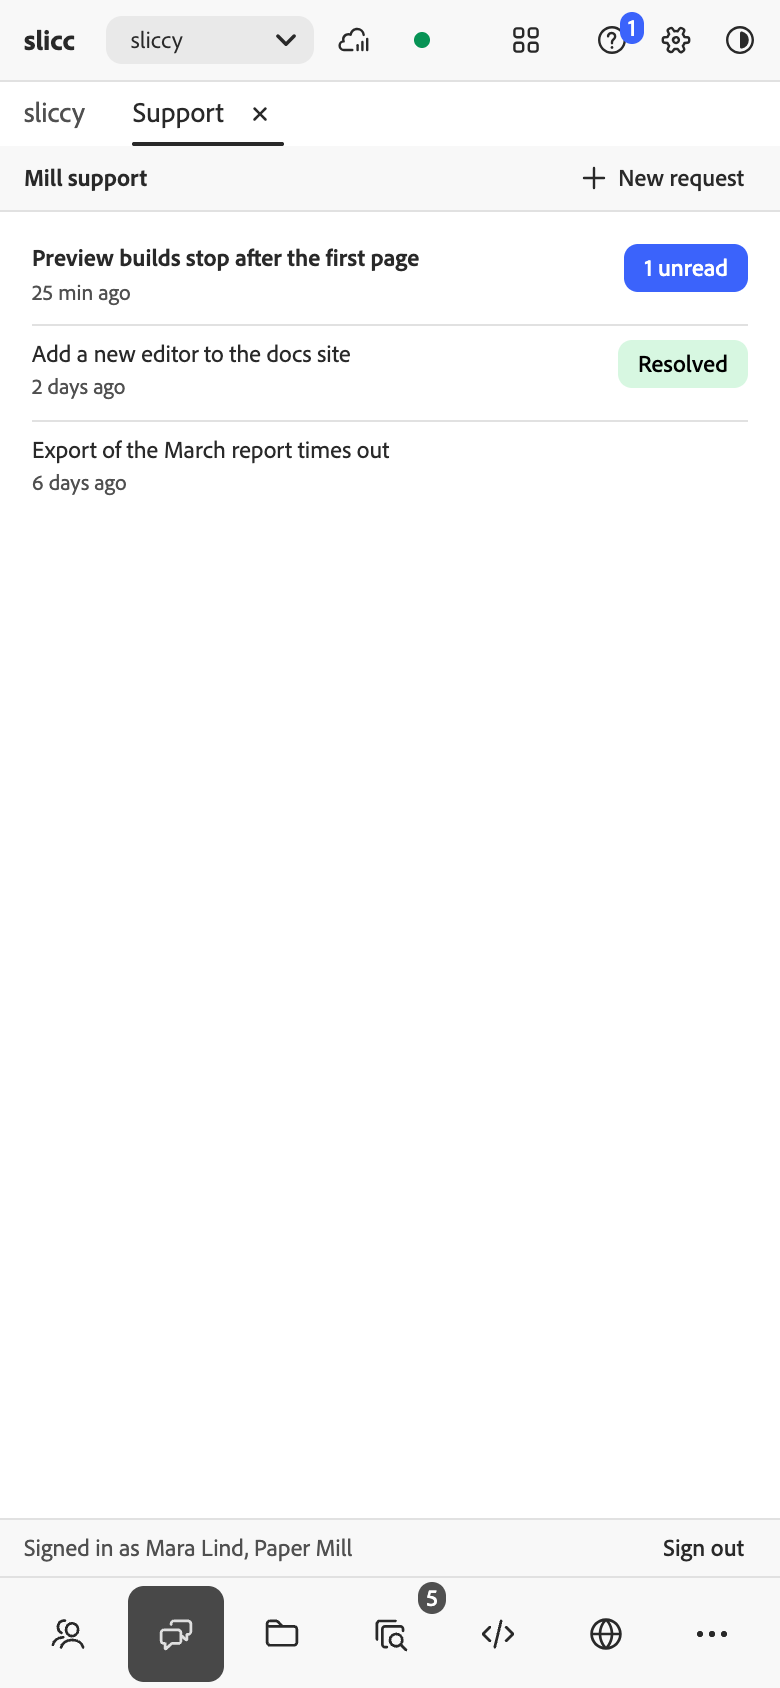 slicc
sliccy
1
sliccy
Support
Mill support
New request
Preview builds stop after the first page
1 unread
25 min ago
Add a new editor to the docs site
Resolved
2 days ago
Export of the March report times out
6 days ago
Signed in as Mara Lind, Paper Mill
Sign out
5